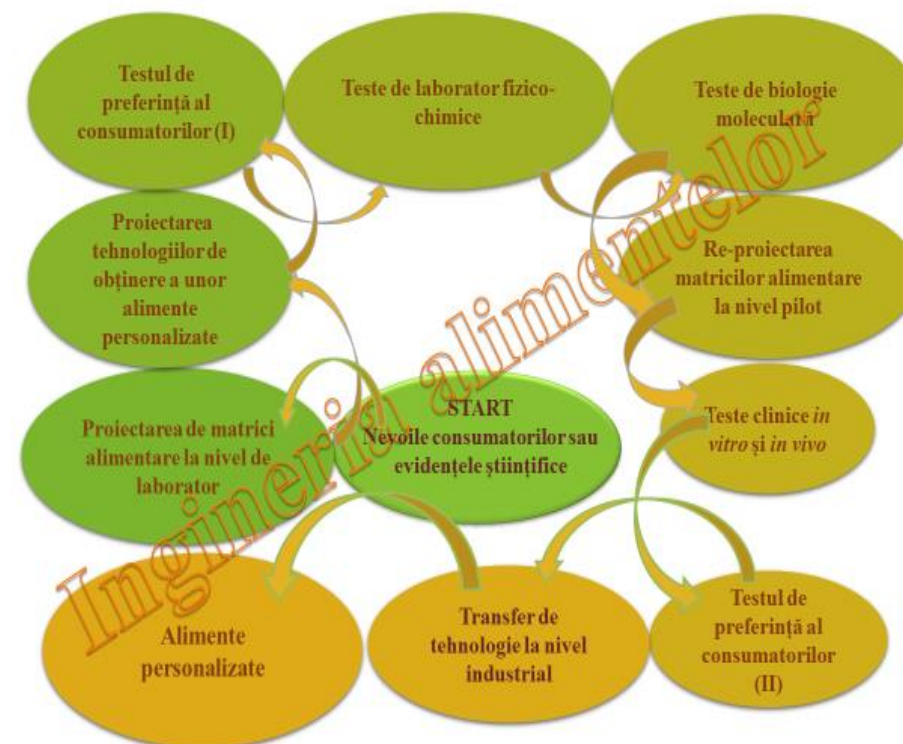 Testul de
preferință al
consumatorilor (I)
Teste de laborator fizico-
chimice
Teste de biologie
moleculară
Proiectarea
tehnologiilor de
obținere a unor
alimente
personalizate
Re-proiectarea
matricilor alimentare
la nivel pilot
Proiectarea de matrici
alimentare la nivel de
laborator
START
Nevoile consumatorilor sau
evidențele științifice
Teste clinice in
vitro și in vivo
Alimente
personalizate
Transfer de
tehnologie la nivel
industrial
Testul de
preferință al
consumatorilor
(II)
Ingineria alimentelor